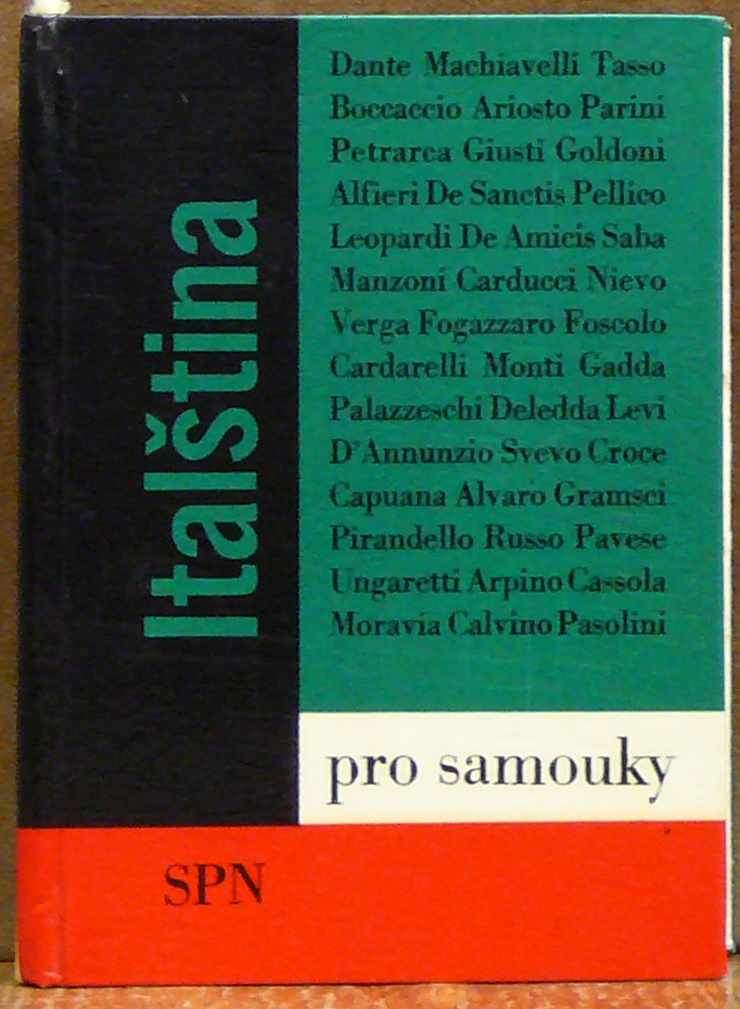 Italština
Dante Machiavelli Tasso
Boccaccio Ariosto Parini
Petrarca Giusti Goldoni
Alfieri De Sanctis Pellico
Leopardi De Amicis Saba
Manzoni Carducci Nievo
Verga Fogazzaro Foscolo
Cardarelli Monti Gadda
Palazzeschi Deledda Levi
D'Annunzio Svevo Croce
Capuana Alvaro Gramsci
Pirandello Russo Pavese
Ungaretti Arpino Cassola
Moravia Calvino Pasolini
pro samouky
SPN